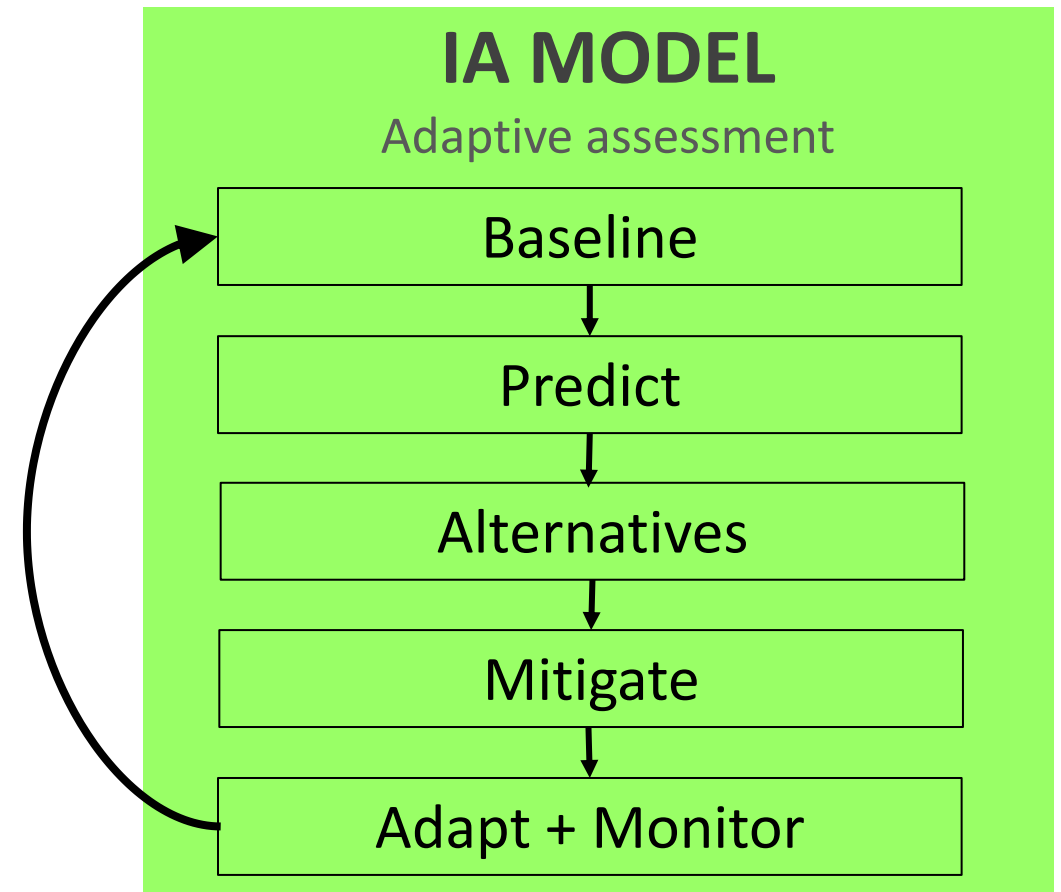 IA MODEL
Adaptive assessment
Baseline
Predict
Alternatives
Mitigate
Adapt + Monitor